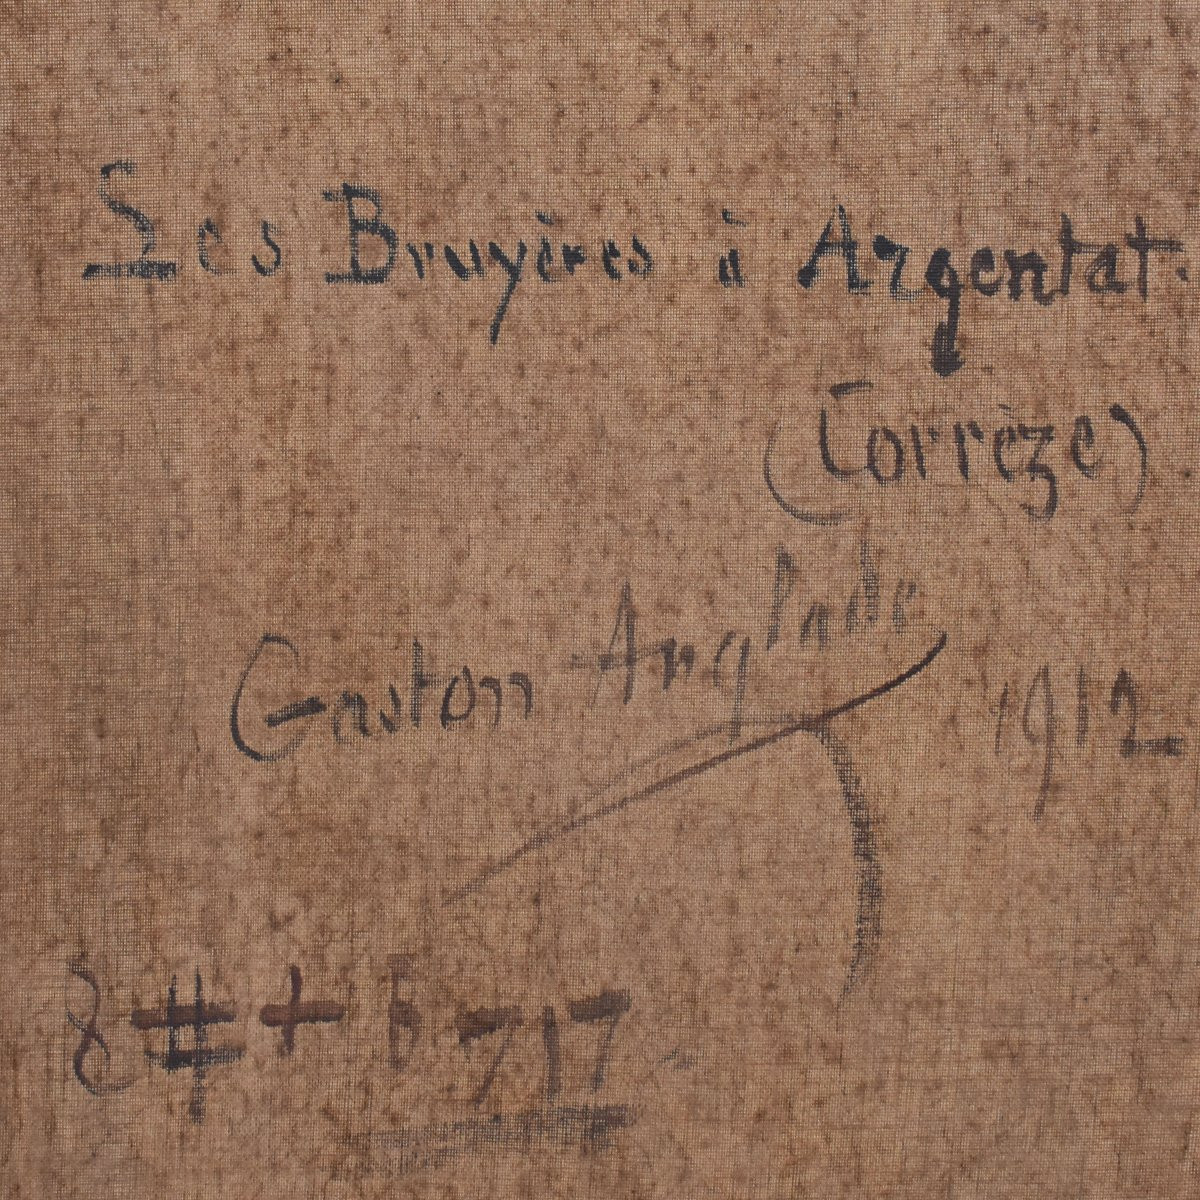 Les Bruyères à Argentat.
(Corrèze)
Gaston Anglade 1912